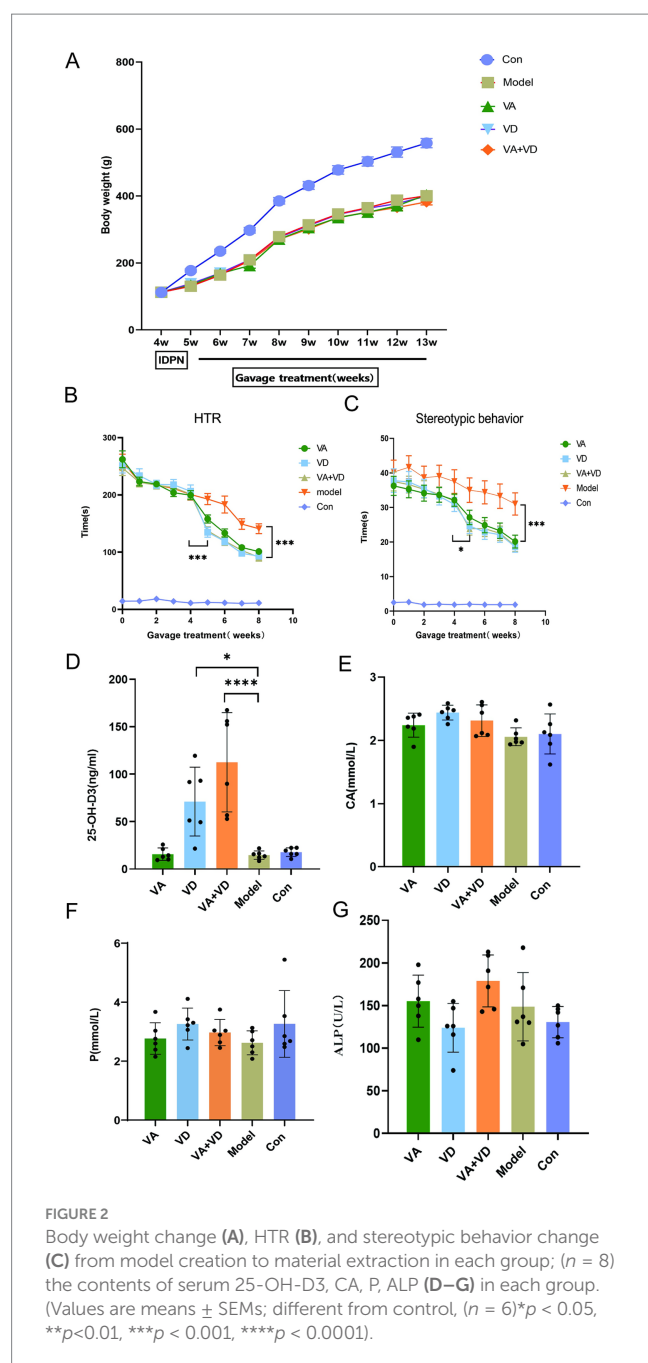 A
800
600
400
200
0
Body weight (g)
4w 5w 6w 7w 8w 9w 10w 11w 12w 13w
IDPN
Gavage treatment(weeks)
Con
Model
VA
VD
VA+VD
B
HTR
300
200
100
0
Time(s)
0 2 4 6 8 10
Gavage treatment( weeks)
***
***
VA
VD
VA+VD
model
Con
C
Stereotypic behavior
60
40
20
0
Time(s)
0 2 4 6 8 10
Gavage treatment( weeks)
*
***
VA
VD
VA+VD
Model
Con
D
200
150
100
50
0
25-OH-D3(ng/ml)
*
****
VA VD VA+VD Model Con
E
3
2
1
0
CA(mmol/L)
VA VD VA+VD Model Con
F
6
4
2
0
P(mmol/L)
VA VD VA+VD Model Con
G
250
200
150
100
50
0
ALP(U/L)
VA VD VA+VD Model Con
FIGURE 2
Body weight change (A), HTR (B), and stereotypic behavior change
(C) from model creation to material extraction in each group; (n = 8)
the contents of serum 25-OH-D3, CA, P, ALP (D–G) in each group.
(Values are means ± SEMs; different from control, (n = 6)*p < 0.05,
**p<0.01, ***p < 0.001, ****p < 0.0001).